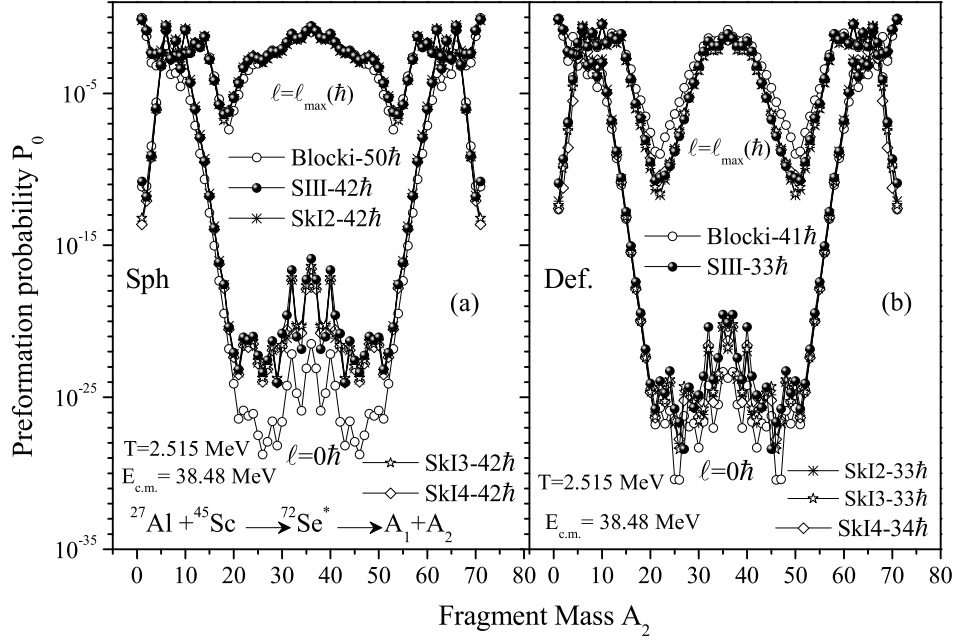 Preformation probability P₀
10⁻⁵
10⁻¹⁵
10⁻²⁵
10⁻³⁵
ℓ=ℓmax(ℏ)
Blocki-50ℏ
SIII-42ℏ
SkI2-42ℏ
Sph
(a)
ℓ=0ℏ
T=2.515 MeV
E_c.m. = 38.48 MeV
SkI3-42ℏ
SkI4-42ℏ
²⁷Al +⁴⁵Sc → ⁷²Se* → A₁+A₂
0 10 20 30 40 50 60 70 80
ℓ=ℓmax(ℏ)
Blocki-41ℏ
SIII-33ℏ
Def.
(b)
ℓ=0ℏ
T=2.515 MeV
E_c.m. = 38.48 MeV
SkI2-33ℏ
SkI3-33ℏ
SkI4-34ℏ
0 10 20 30 40 50 60 70 80
Fragment Mass A₂